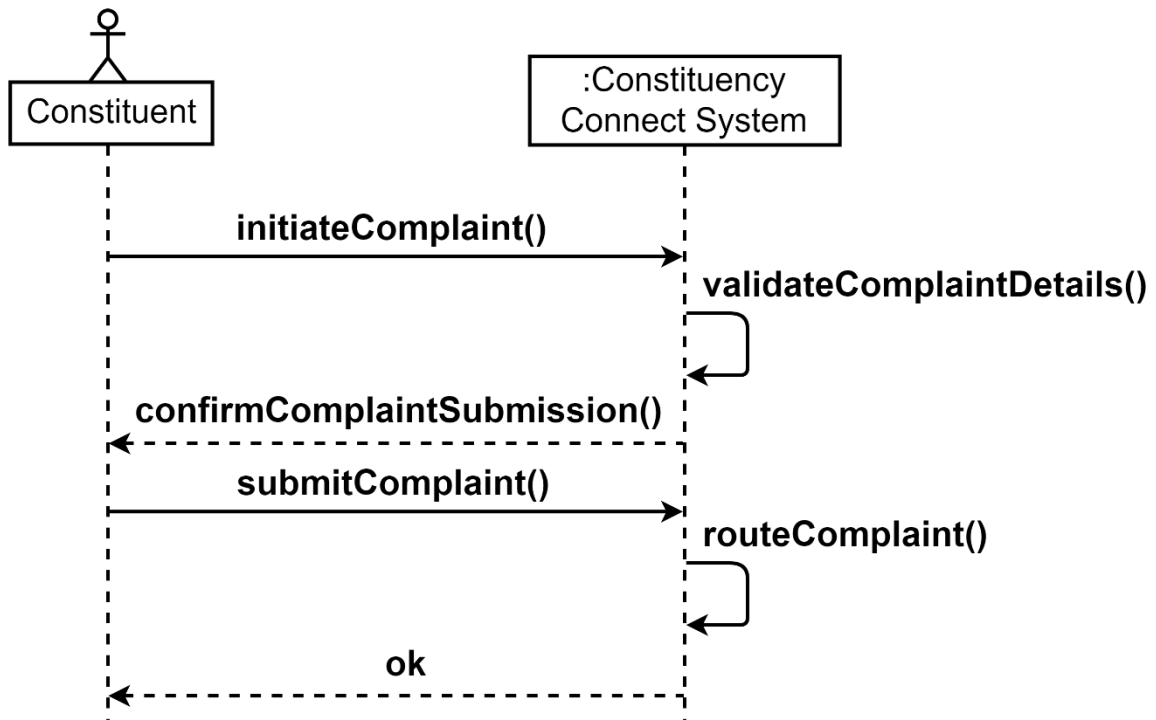 Constituent
:Constituency
Connect System
initiateComplaint()
validateComplaintDetails()
confirmComplaintSubmission()
submitComplaint()
routeComplaint()
ok